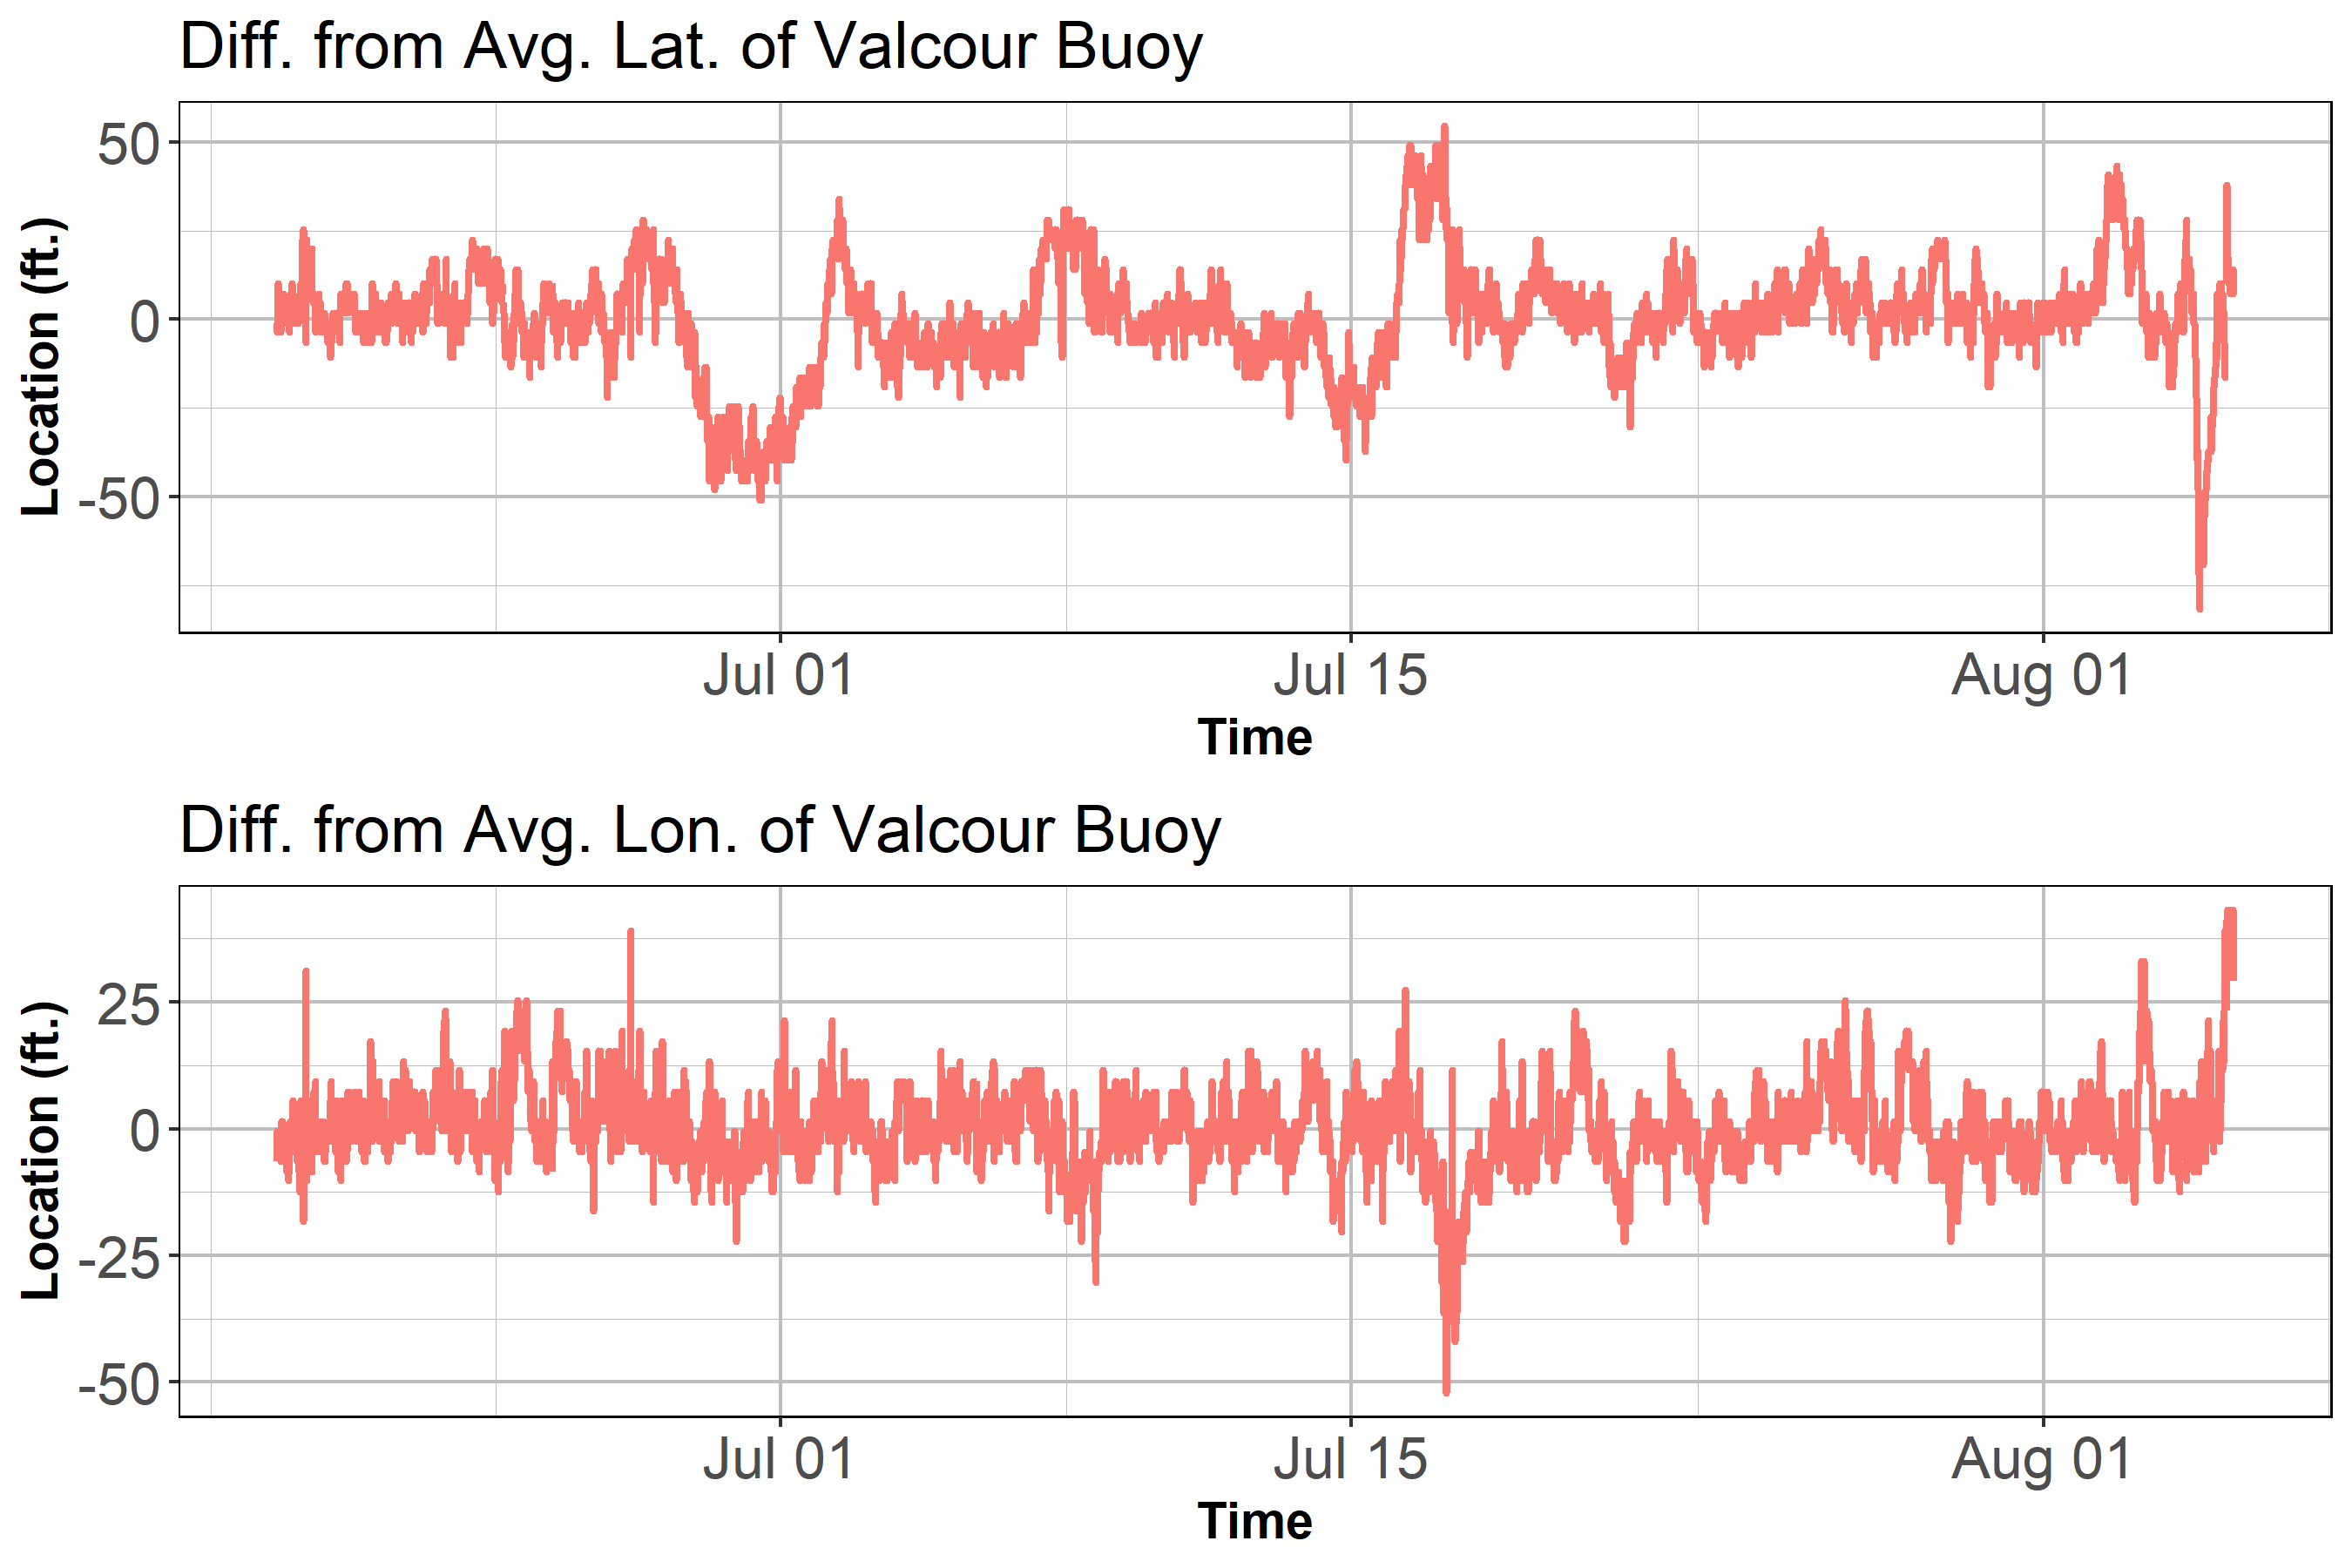 Diff. from Avg. Lat. of Valcour Buoy
Location (ft.)
50
0
-50
Jul 01 Jul 15 Aug 01
Time
Diff. from Avg. Lon. of Valcour Buoy
Location (ft.)
25
0
-25
-50
Jul 01 Jul 15 Aug 01
Time